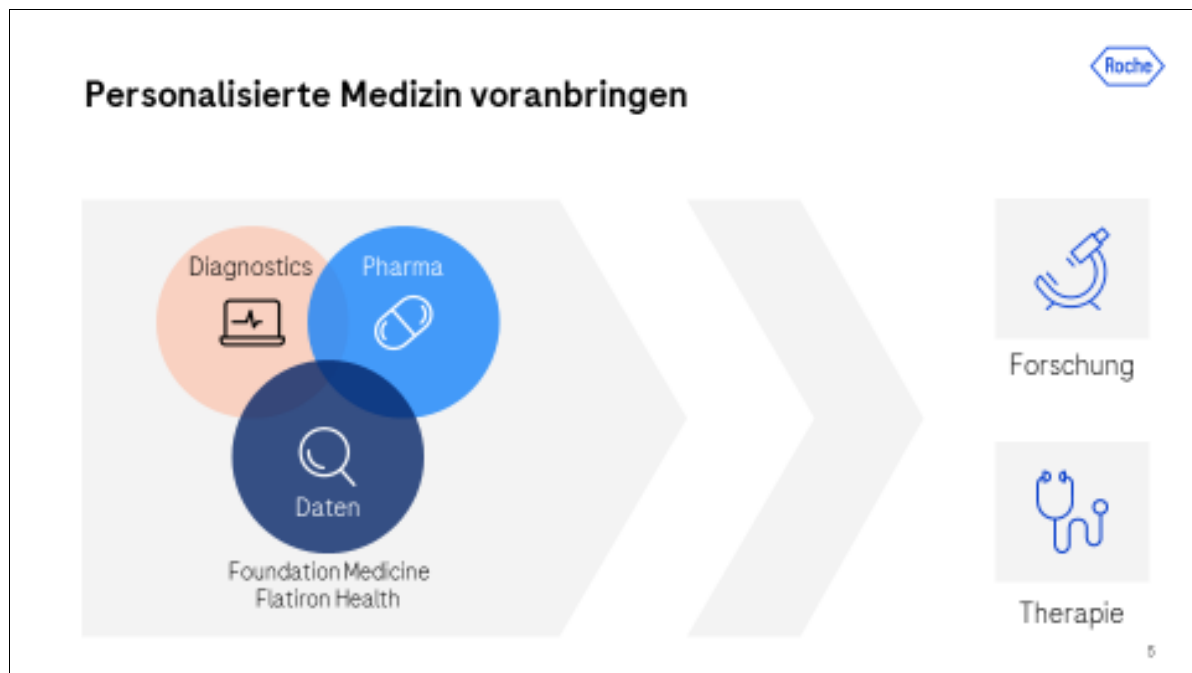 Roche
Personalisierte Medizin voranbringen
Diagnostics
Pharma
Daten
Foundation Medicine
Flatiron Health
Forschung
Therapie
5